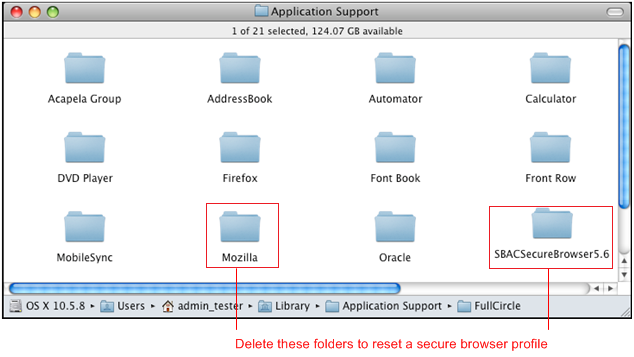 Application Support
1 of 21 selected, 124.07 GB available
Acapela Group AddressBook Automator Calculator
DVD Player Firefox Font Book Front Row
MobileSync Mozilla Oracle SBACSecureBrowser5.6
OS X 10.5.8 ▸ Users ▸ admin_tester ▸ Library ▸ Application Support ▸ FullCircle
Delete these folders to reset a secure browser profile